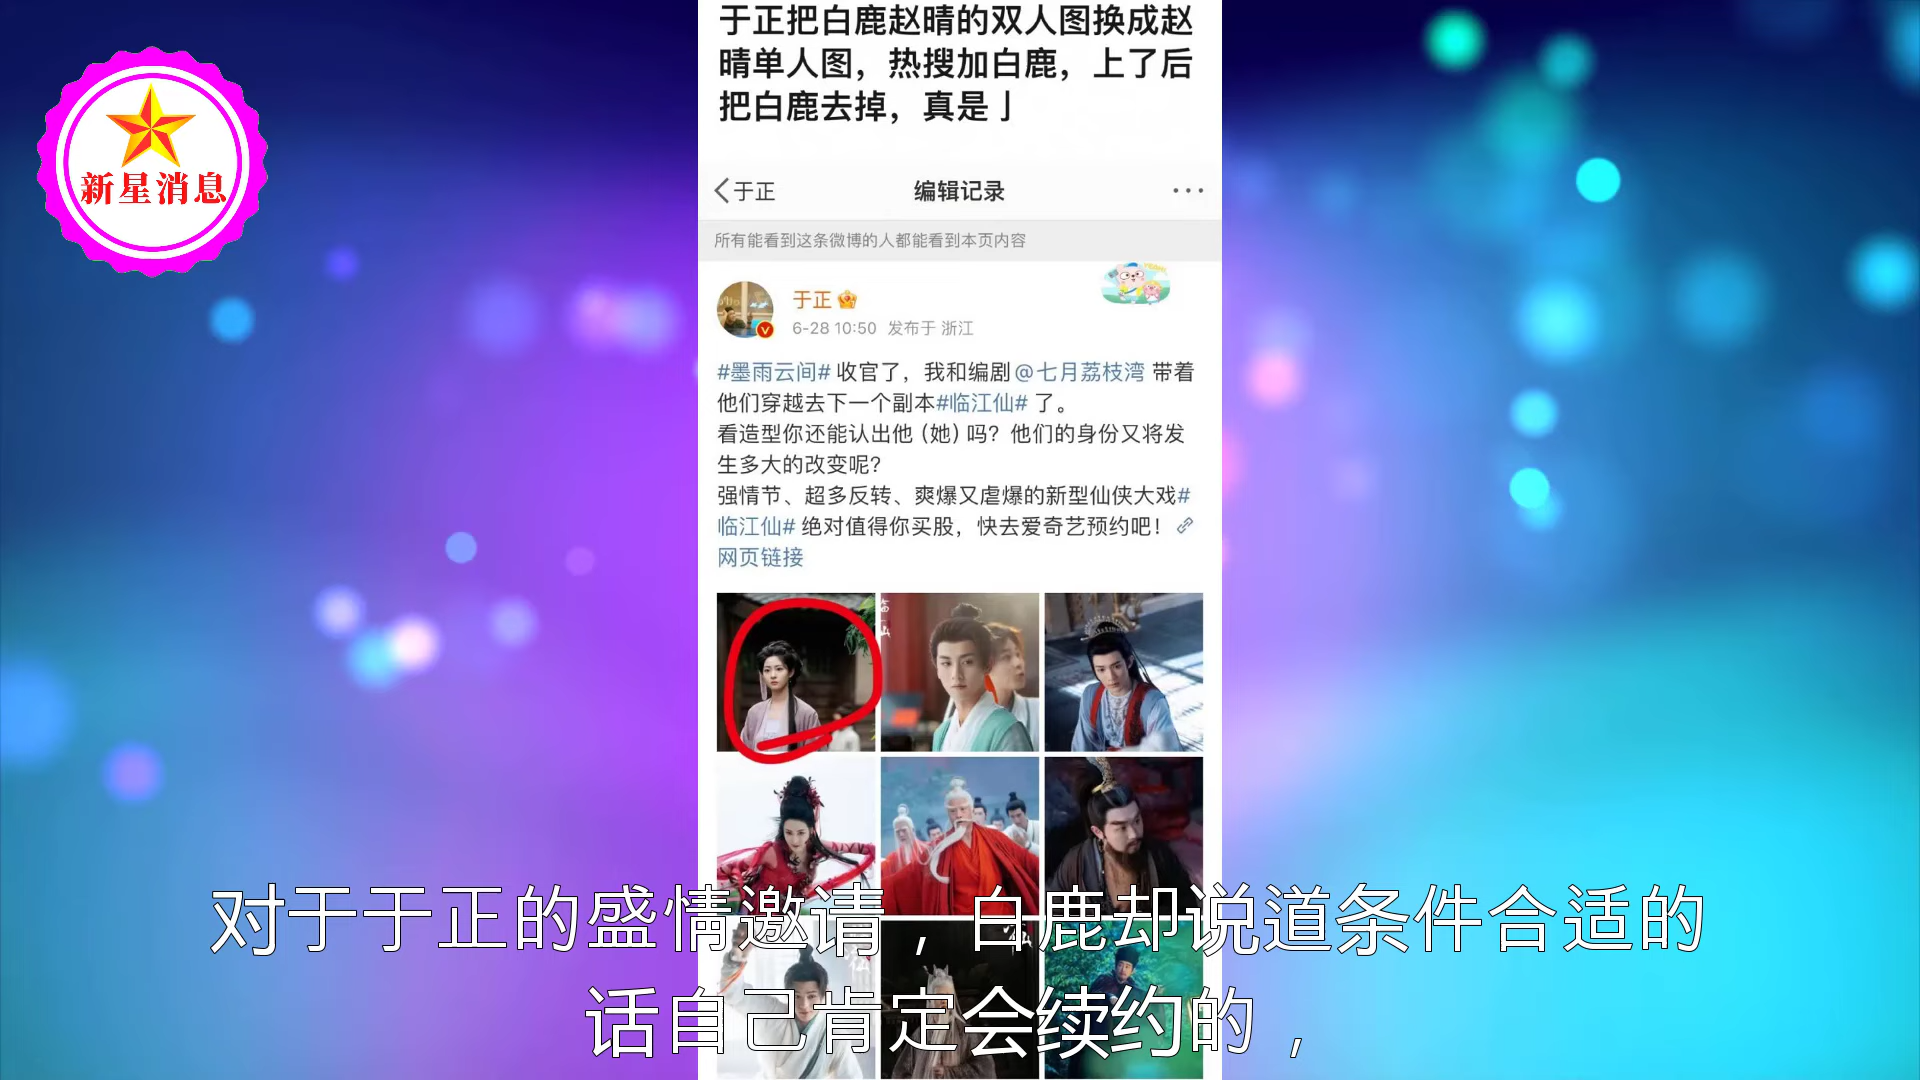 于正把白鹿赵晴的双人图换成赵
晴单人图，热搜加白鹿，上了后
把白鹿去掉，真是亅
新星消息
于正
编辑记录
所有能看到这条微博的人都能看到本页内容
于正
6-28 10:50 发布于 浙江
#墨雨云间# 收官了，我和编剧@七月荔枝湾 带着
他们穿越去下一个副本#临江仙# 了。
看造型你还能认出他（她）吗？他们的身份又将发
生多大的改变呢？
强情节、超多反转、爽爆又虐爆的新型仙侠大戏#
临江仙# 绝对值得你买股，快去爱奇艺预约吧！
网页链接
对于于正的盛情邀请，白鹿却说道条件合适的
话自己肯定会续约的，